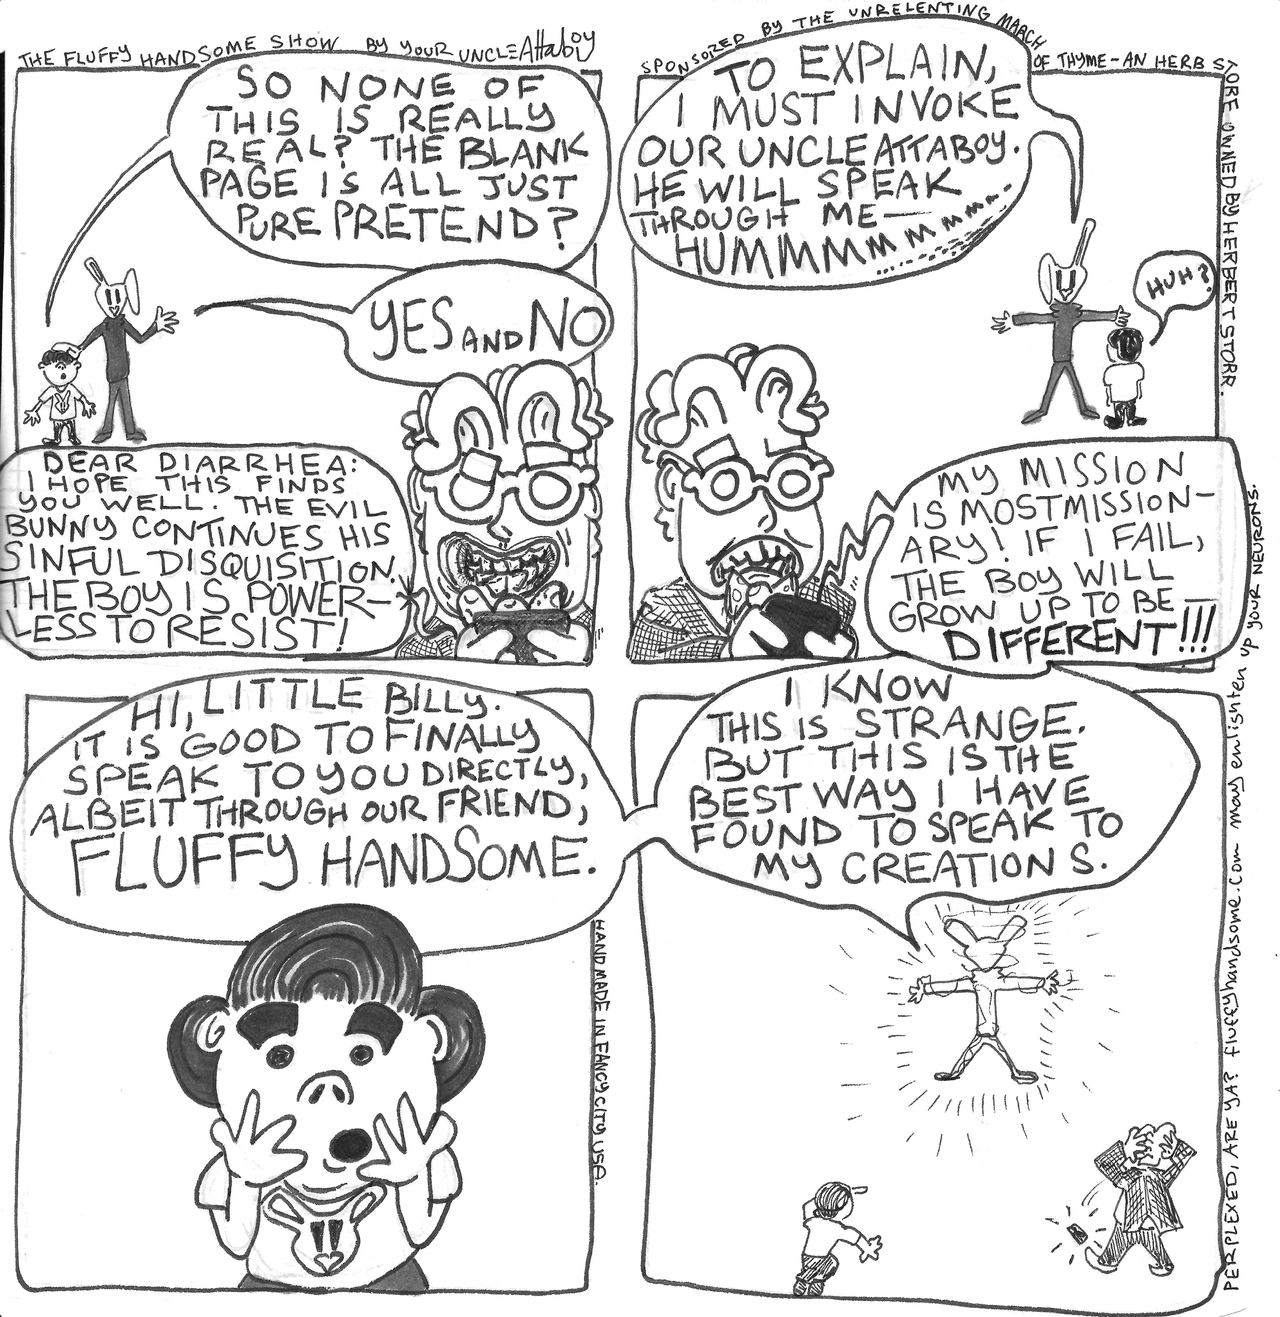 THE FLUFFY HANDSOME SHOW BY YOUR UNCLE Attaboy
SO NONE OF
THIS IS REALLY
REAL? THE BLANK
PAGE IS ALL JUST
PURE PRETEND?
YES AND NO
DEAR DIARRHEA:
I HOPE THIS FINDS
YOU WELL. THE EVIL
BUNNY CONTINUES HIS
SINFUL DISQUISITION.
THE BOY IS POWER-
LESS TO RESIST!
SPONSORED BY THE UNRELENTING MARCH
OF THYME - AN HERB STORE OWNED BY HERBERT STORR.
TO EXPLAIN,
I MUST INVOKE
OUR UNCLE ATTABOY.
HE WILL SPEAK
THROUGH ME—
HUMMMMMMMMM
HUH?
MY MISSION
IS MOSTMISSION-
ARY! IF I FAIL,
THE BOY WILL
GROW UP TO BE—
DIFFERENT!!!
HI, LITTLE BILLY.
IT IS GOOD TO FINALLY
SPEAK TO YOU DIRECTLY,
ALBEIT THROUGH OUR FRIEND,
FLUFFY HANDSOME.
HANDMADE IN FANCY CITY USA.
I KNOW
THIS IS STRANGE.
BUT THIS IS THE
BEST WAY I HAVE
FOUND TO SPEAK TO
MY CREATIONS.
PERPLEXED, ARE YA? fluffyhandsome.com may enlighten up your neurons.